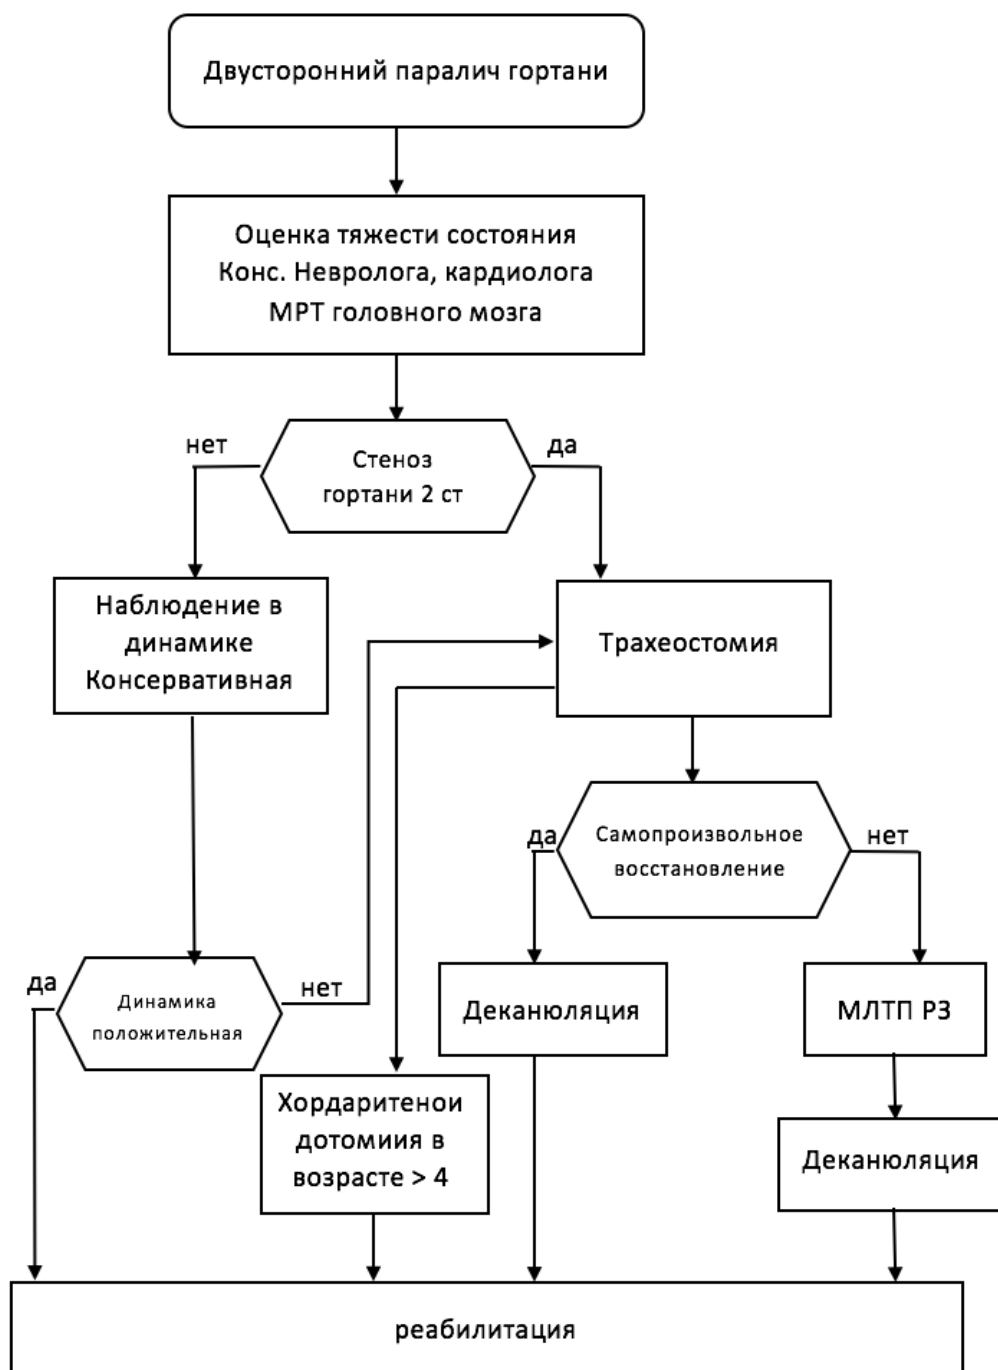 Двусторонний паралич гортани
Оценка тяжести состояния
Конс. Невролога, кардиолога
МРТ головного мозга
нет
да
Стеноз
гортани 2 ст
Наблюдение в
динамике
Консервативная
Трахеостомия
да
Самопроизвольное
восстановление
нет
да
Динамика
положительная
нет
Деканюляция
МЛТП РЗ
Хордаритенои
дотомиия в
возрасте > 4
Деканюляция
реабилитация